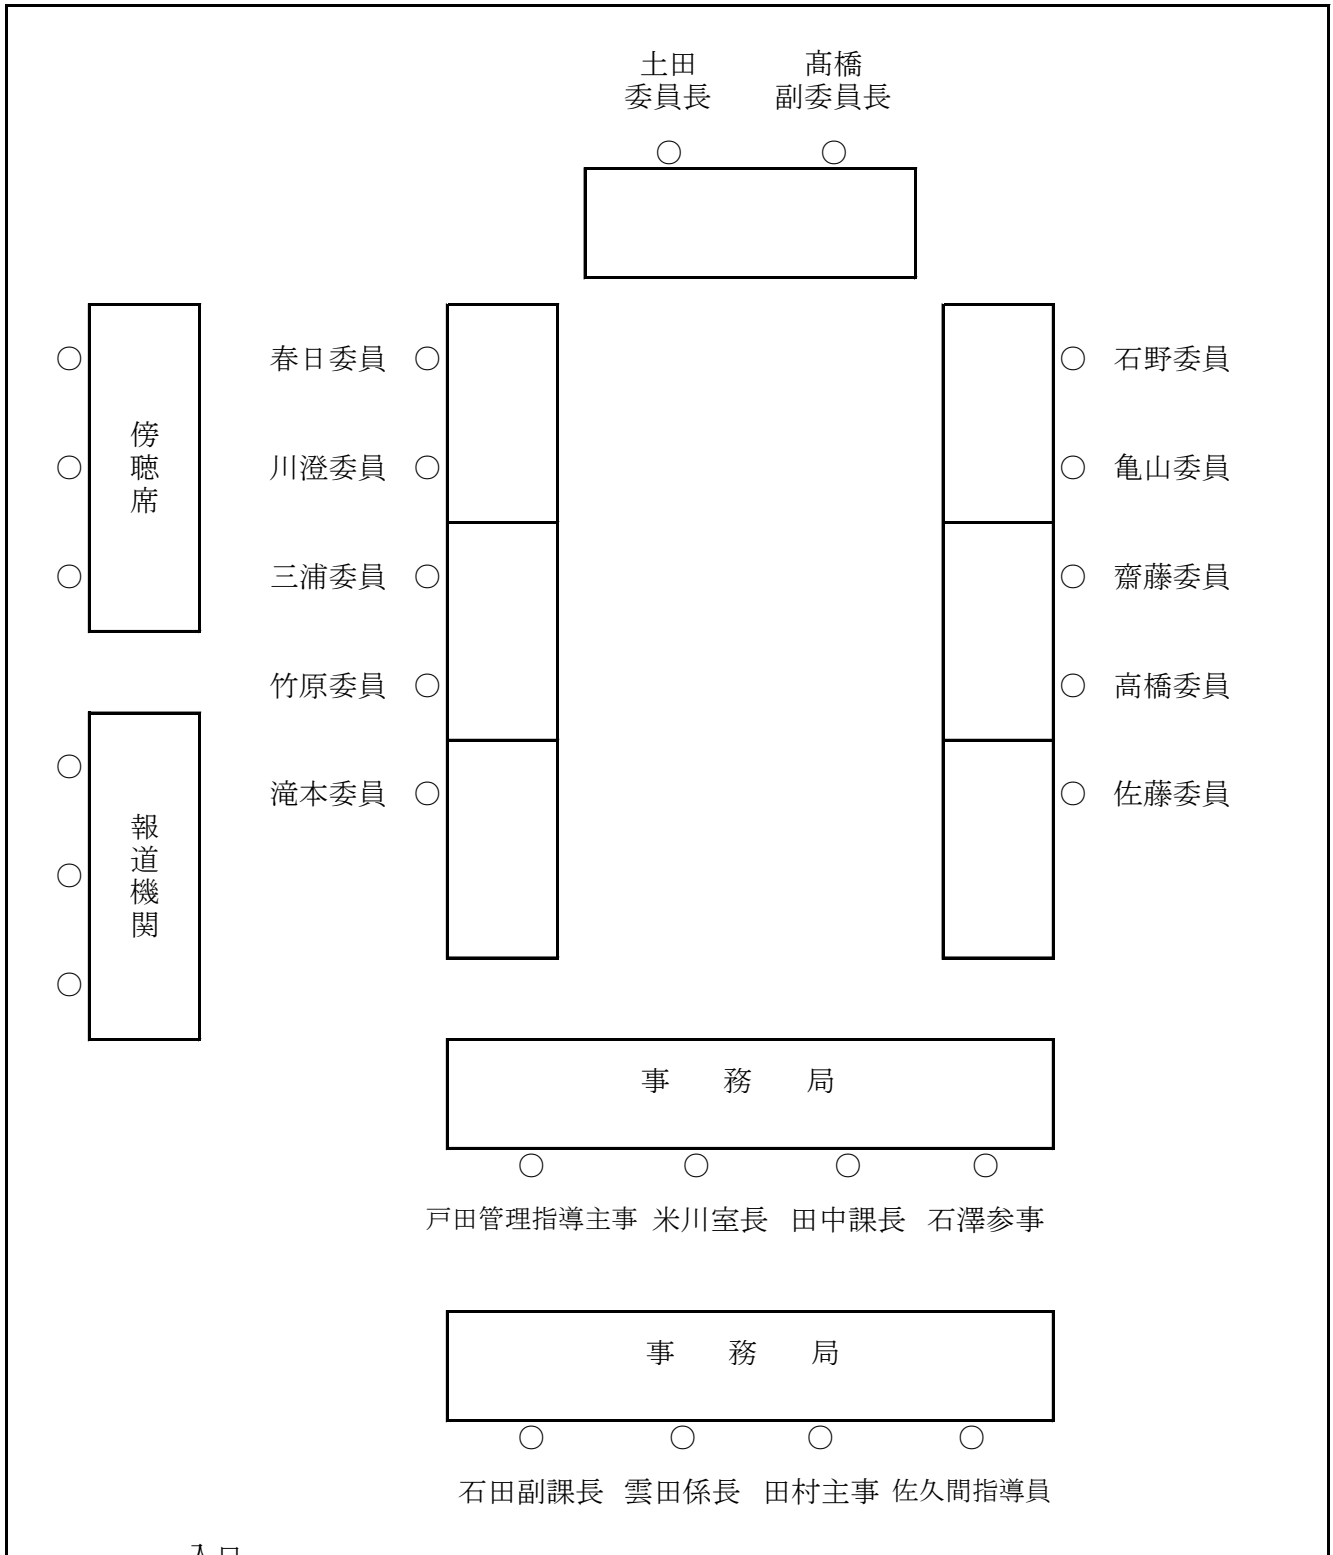 土田
委員長
髙橋
副委員長
春日委員
石野委員
傍聴席
川澄委員
亀山委員
三浦委員
齋藤委員
竹原委員
高橋委員
滝本委員
佐藤委員
報道機関
事　務　局
戸田管理指導主事 米川室長 田中課長 石澤参事
事　務　局
石田副課長 雲田係長 田村主事 佐久間指導員
入口